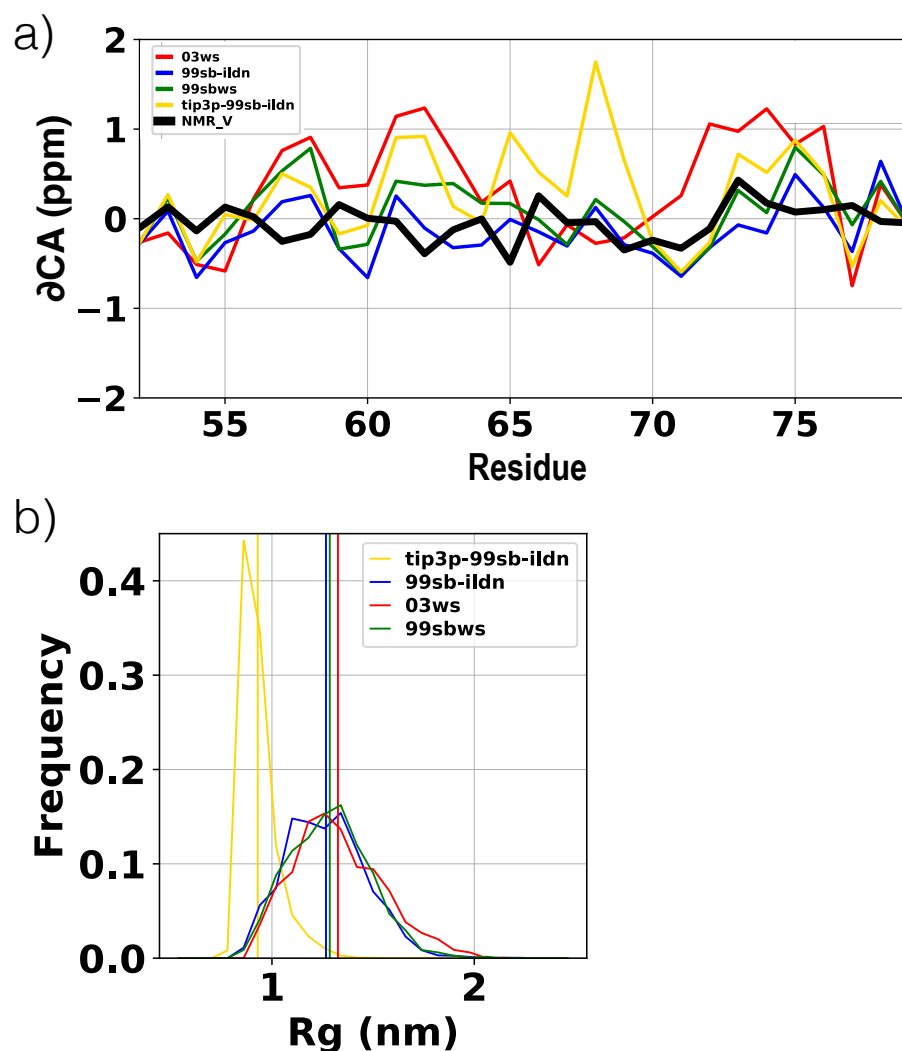 a)
2
1
0
−1
−2
∂CA (ppm)
03ws
99sb-ildn
99sbws
tip3p-99sb-ildn
NMR_V
55 60 65 70 75
Residue
b)
0.4
0.3
0.2
0.1
0.0
Frequency
tip3p-99sb-ildn
99sb-ildn
03ws
99sbws
1 2
Rg (nm)